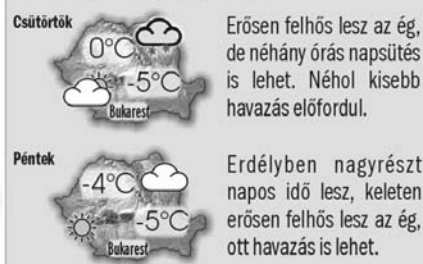 Csütörtök
0°C
-5°C
Bukarest
Erősen felhős lesz az ég,
de néhány órás napsütés
is lehet. Néhol kisebb
havazás előfordul.
Péntek
-4°C
-5°C
Bukarest
Erdélyben nagyrészt
napos idő lesz, keleten
erősen felhős lesz az ég,
ott havazás is lehet.